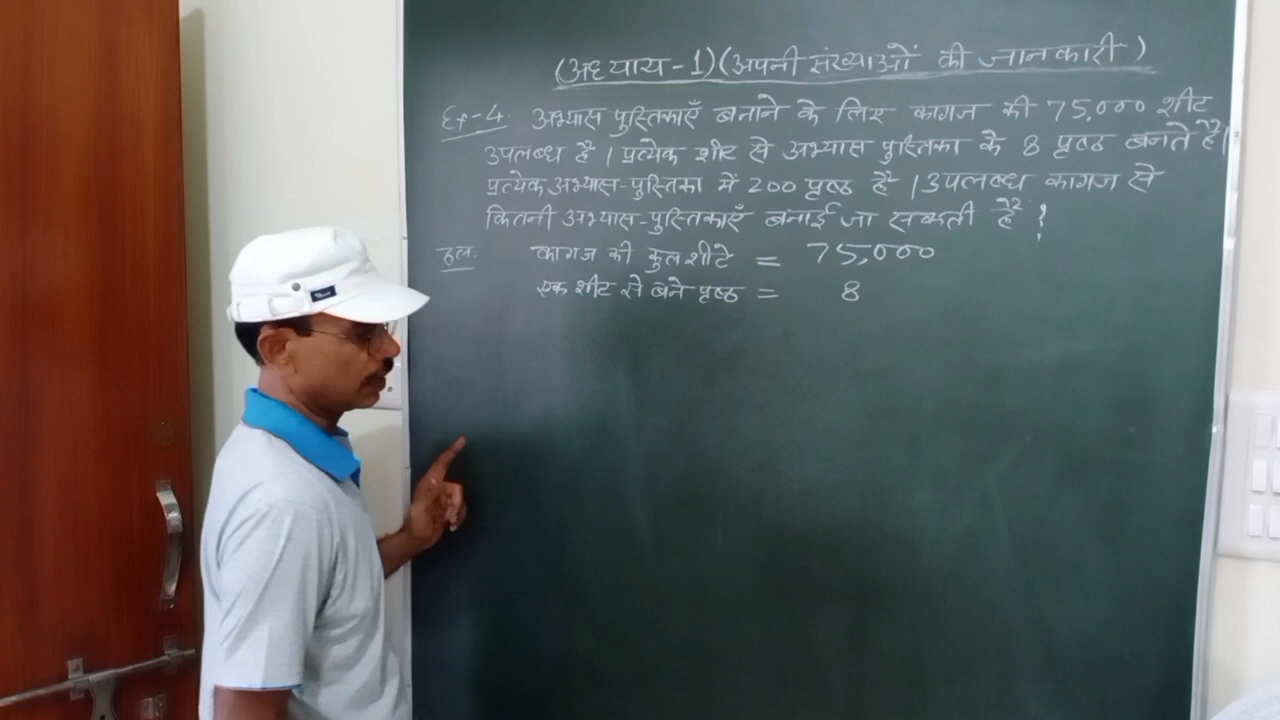 (अध्याय-1)(अपनी संख्याओं की जानकारी)
Ex-4. अभ्यास पुस्तिकाएँ बनाने के लिए कागज की 75,000 शीट
उपलब्ध है। प्रत्येक शीट से अभ्यास पुस्तिका के 8 पृष्ठ बनते हैं।
प्रत्येक अभ्यास-पुस्तिका में 200 पृष्ठ हैं। उपलब्ध कागज से
कितनी अभ्यास-पुस्तिकाएँ बनाई जा सकती हैं?
हल: कागज की कुल शीटे = 75,000
एक शीट से बने पृष्ठ = 8